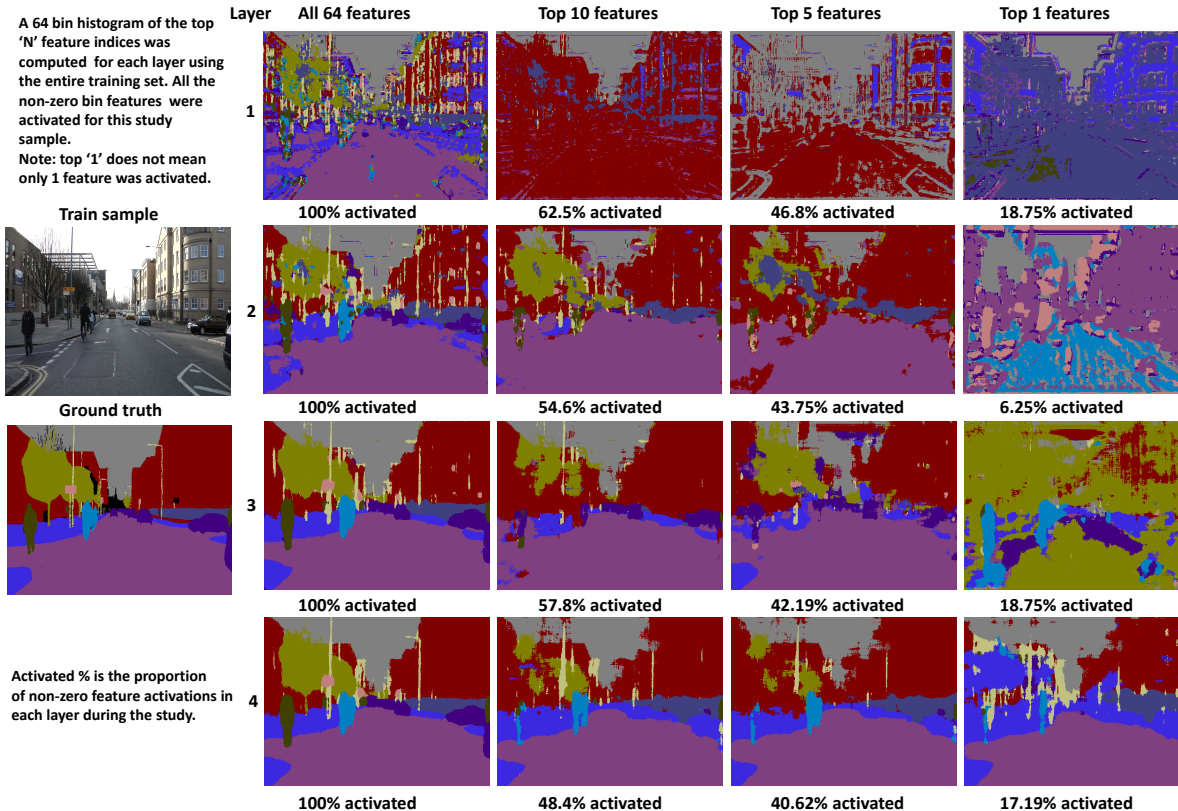 A 64 bin histogram of the top
‘N’ feature indices was
computed for each layer using
the entire training set. All the
non-zero bin features were
activated for this study
sample.
Note: top ‘1’ does not mean
only 1 feature was activated.
Train sample
Ground truth
Activated % is the proportion
of non-zero feature activations in
each layer during the study.
Layer All 64 features Top 10 features Top 5 features Top 1 features
1
100% activated 62.5% activated 46.8% activated 18.75% activated
2
100% activated 54.6% activated 43.75% activated 6.25% activated
3
100% activated 57.8% activated 42.19% activated 18.75% activated
4
100% activated 48.4% activated 40.62% activated 17.19% activated